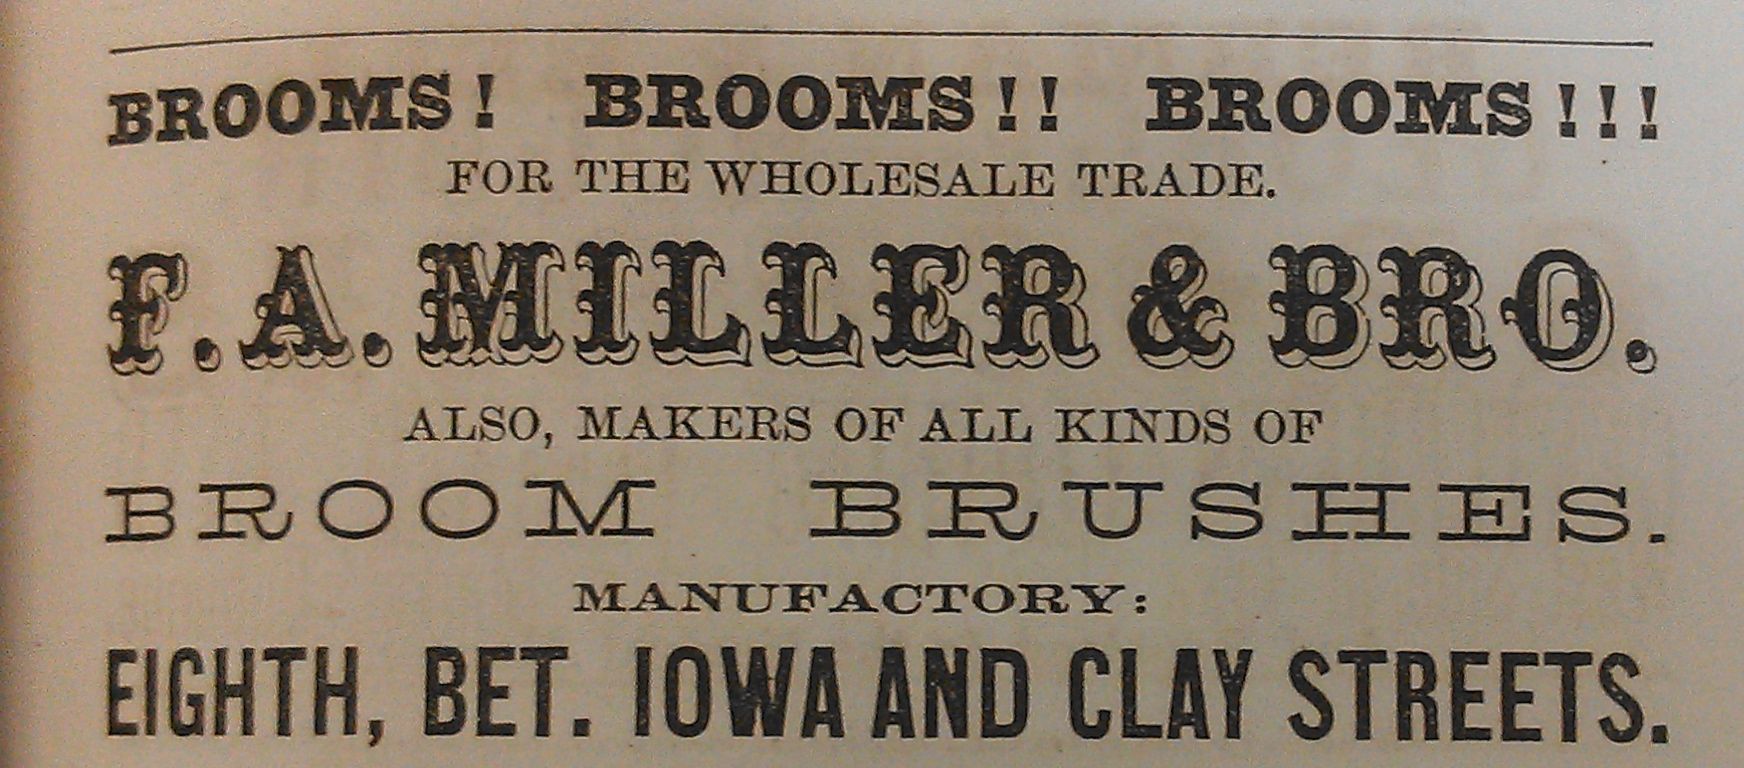 BROOMS! BROOMS!! BROOMS!!!
FOR THE WHOLESALE TRADE.
F. A. MILLER & BRO.
ALSO, MAKERS OF ALL KINDS OF
BROOM BRUSHES.
MANUFACTORY:
EIGHTH, BET. IOWA AND CLAY STREETS.